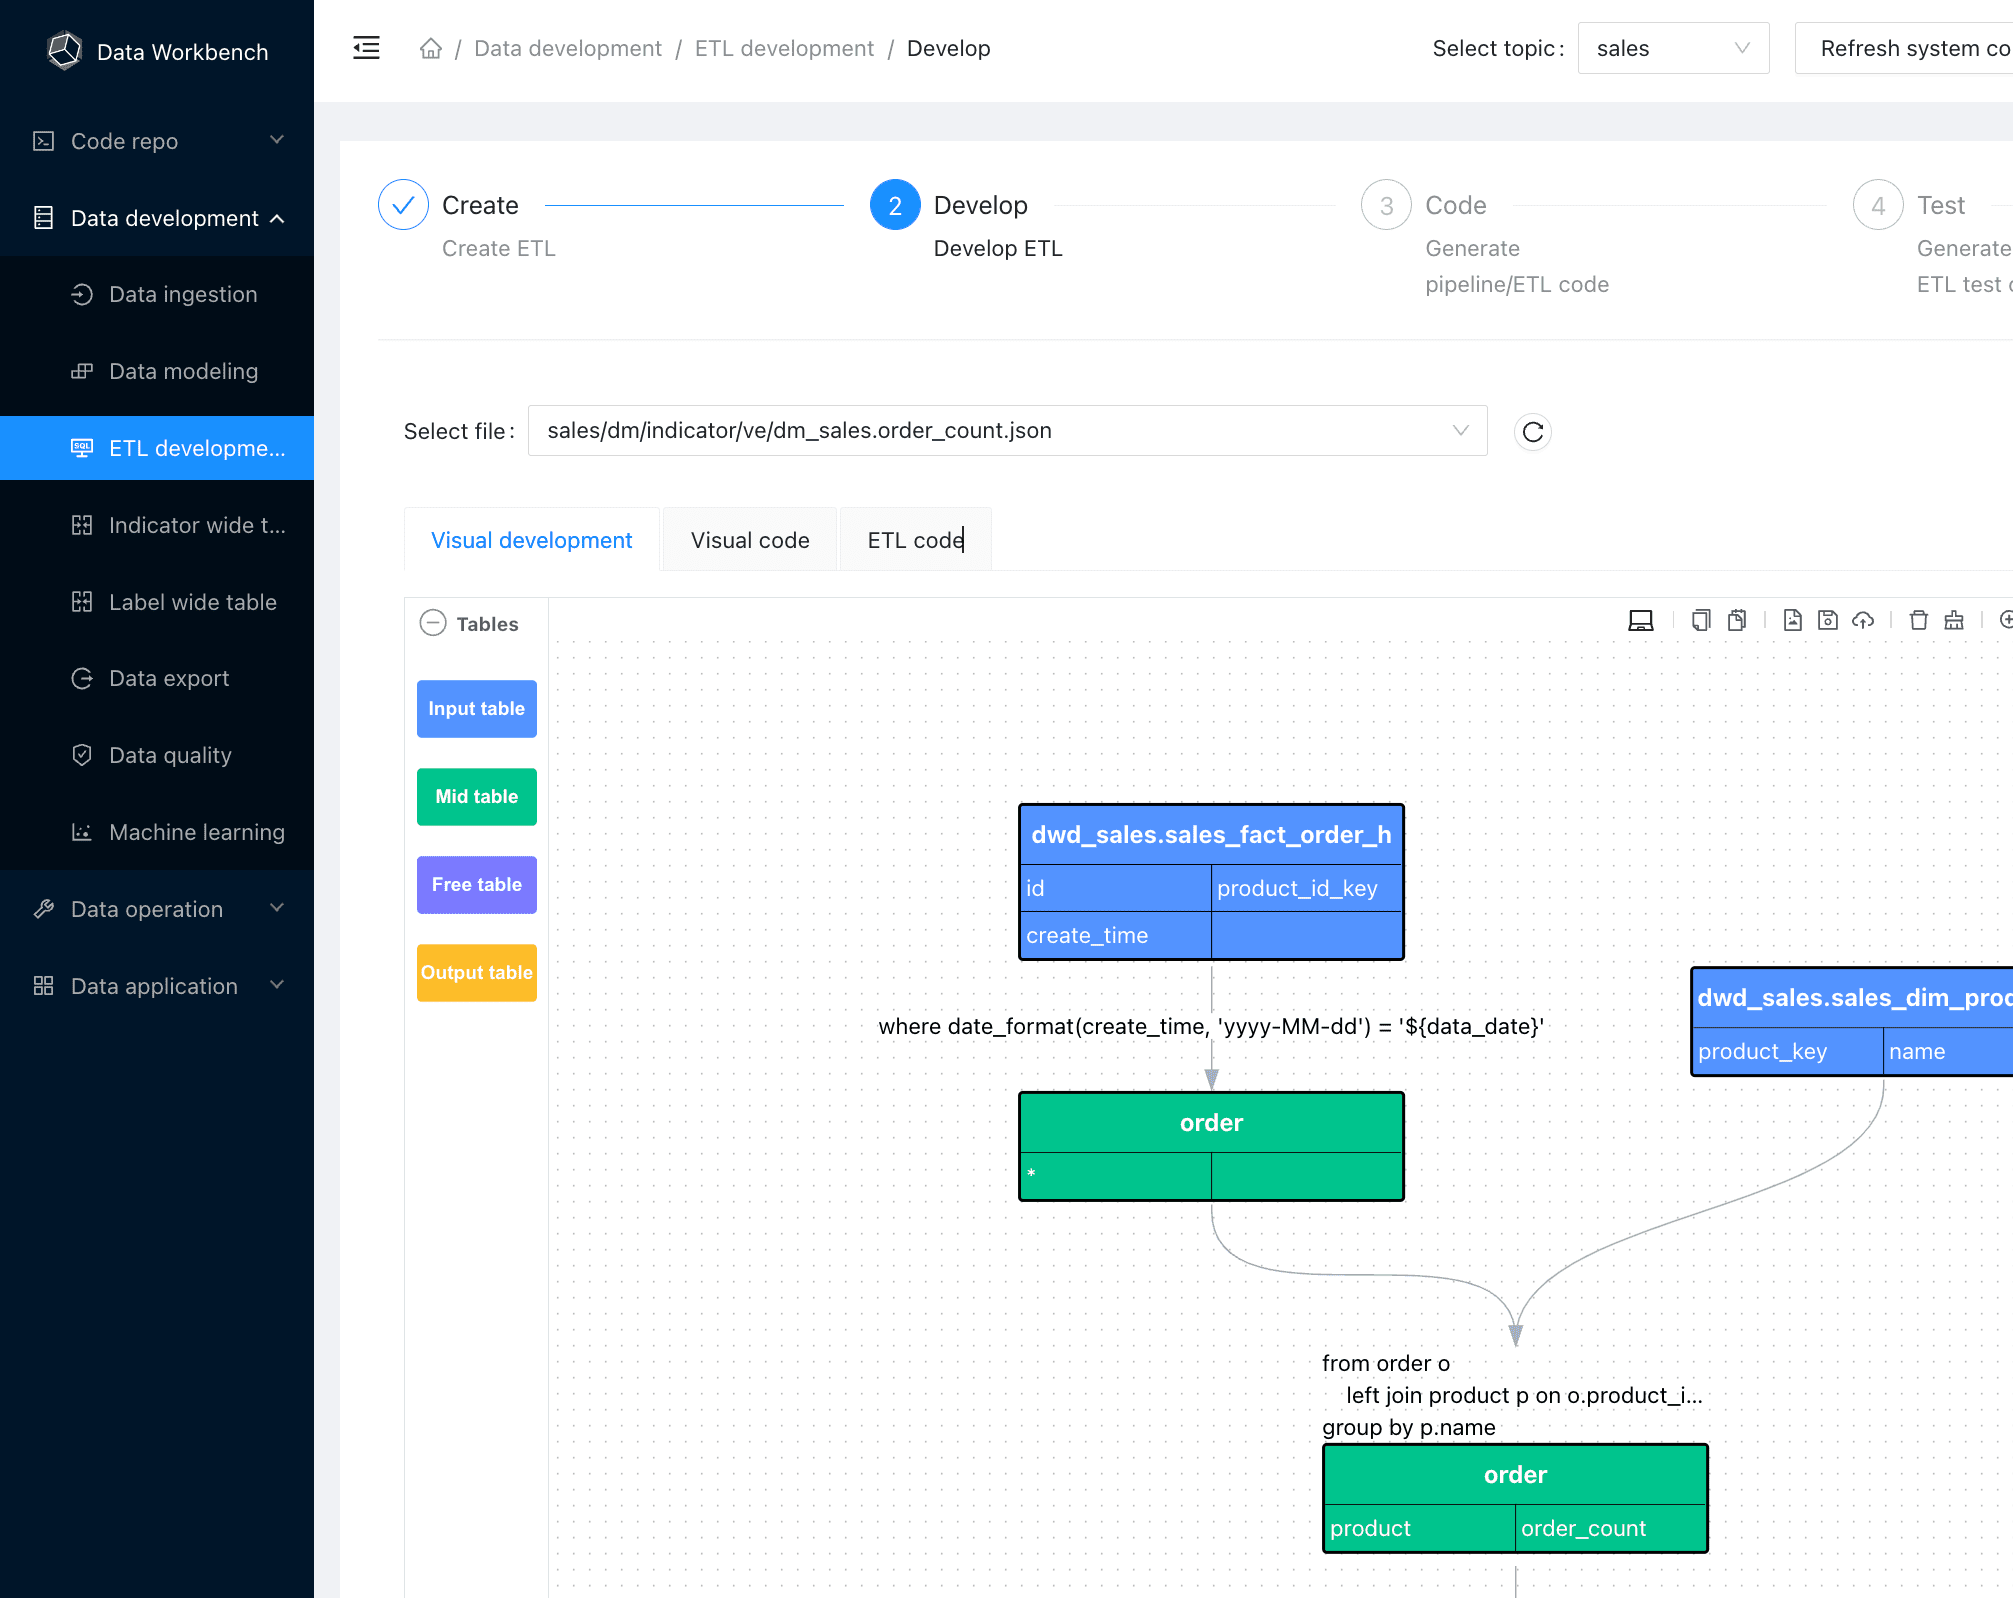 Data Workbench
/ Data development / ETL development / Develop
Select topic:
sales
Refresh system co
Code repo
Data development
Data ingestion
Data modeling
ETL developme...
Indicator wide t...
Label wide table
Data export
Data quality
Machine learning
Data operation
Data application
Create
Create ETL
2
Develop
Develop ETL
3
Code
Generate
pipeline/ETL code
4
Test
Generate
ETL test
Select file:
sales/dm/indicator/ve/dm_sales.order_count.json
Visual development
Visual code
ETL code
Tables
Input table
Mid table
Free table
Output table
SQL
dwd_sales.sales_fact_order_h
id
product_id_key
create_time
where date_format(create_time, 'yyyy-MM-dd') = '${data_date}'
dwd_sales.sales_dim_prod
product_key
name
order
*
from order o
left join product p on o.product_i...
group by p.name
order
product
order_count